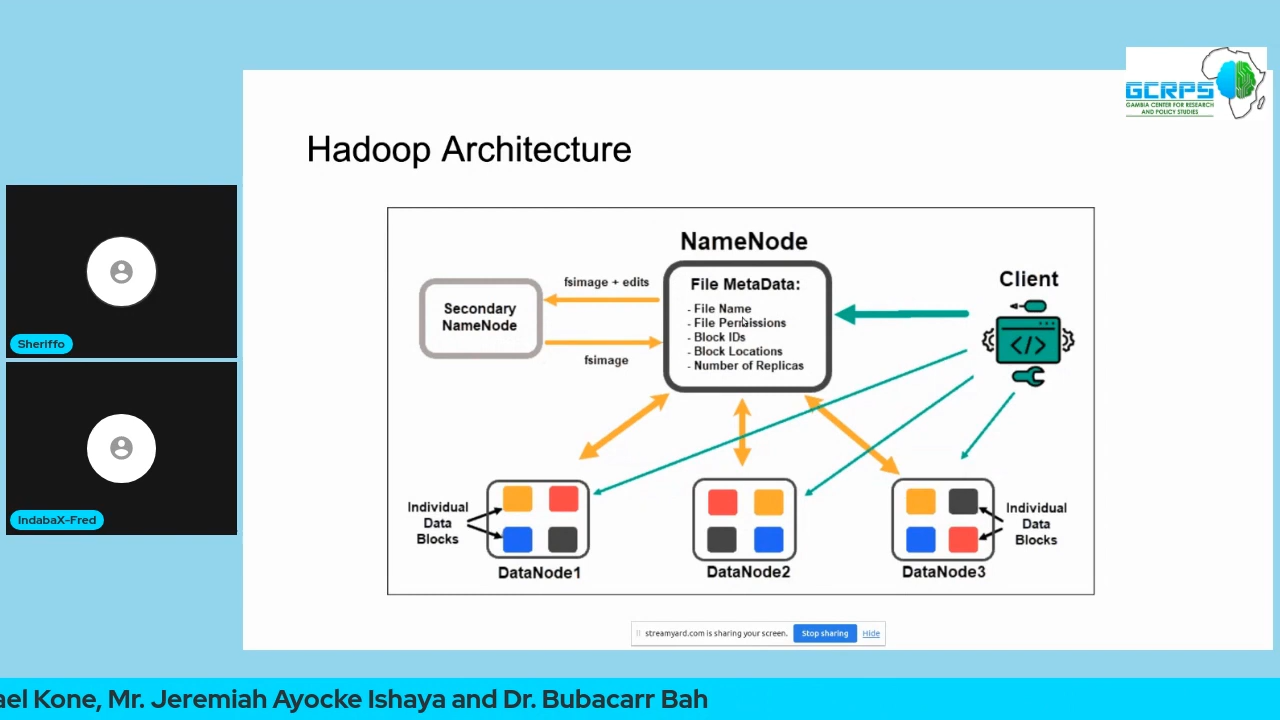 GCRPS
GAMBIA CENTER FOR RESEARCH
AND POLICY STUDIES
Hadoop Architecture
NameNode
File MetaData:
- File Name
- File Permissions
- Block IDs
- Block Locations
- Number of Replicas
Secondary
NameNode
fsimage + edits
fsimage
Client
</>
Individual
Data
Blocks
DataNode1
DataNode2
DataNode3
Individual
Data
Blocks
Sheriffo
IndabaX-Fred
streamyard.com is sharing your screen.
Stop sharing
Hide
ael Kone, Mr. Jeremiah Ayocke Ishaya and Dr. Bubacarr Bah